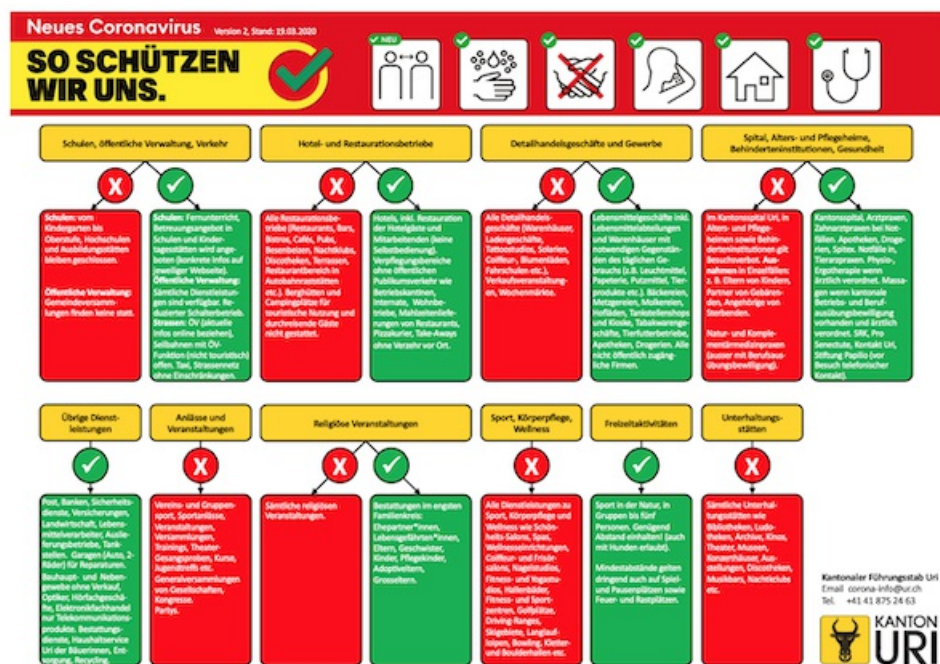 Neues Coronavirus Version 2, Stand: 19.03.2020
SO SCHÜTZEN
WIR UNS.
NEU
Schulen, öffentliche Verwaltung, Verkehr
X
Schulen: vom
Kindergarten bis
Oberstufe, Hochschulen
und Ausbildungsstätten
bleiben geschlossen.
Öffentliche Verwaltung:
Gemeindeversamm-
lungen finden keine statt.
Schulen: Fernunterricht,
Betreuungsangebot in
Schulen und Kinder-
tagesstätten wird ange-
boten (konkrete Infos auf
jeweiliger Webseite).
Öffentliche Verwaltung:
Sämtliche Dienstleistun-
gen sind verfügbar. Re-
duzierter Schalterbetrieb.
Strassen: ÖV (aktuelle
Infos online beziehen),
Seilbahnen mit ÖV-
Funktion (nicht touristisch)
offen. Taxi, Strassennetz
ohne Einschränkungen.
Hotel- und Restaurationsbetriebe
X
Alle Restaurationsbe-
triebe (Restaurants, Bars,
Bistros, Cafés, Pubs,
Besenbeizen, Nachtklubs,
Discotheken, Terrassen,
Restaurantbereich in
Autobahnraststätten
etc.). Berghütten und
Campingplätze für
touristische Nutzung und
durchreisende Gäste
nicht gestattet.
Hotels, inkl. Restauration
der Hotelgäste und
Mitarbeitenden (keine
Selbstbedienung).
Verpflegungsbereiche
ohne öffentlichen
Publikumsverkehr wie
Betriebskantinen,
Internate, Wohnbe-
triebe, Mahlzeitenliefe-
rungen von Restaurants,
Pizzakurier, Take-Aways
ohne Verzehr vor Ort.
Detailhandelsgeschäfte und Gewerbe
X
Alle Detailhandels-
geschäfte (Warenhäuser,
Ladengeschäfte,
Tattoostudios, Solarien,
Coiffeur-, Blumenläden,
Fahrschulen etc.),
Verkaufsveranstaltun-
gen, Wochenmärkte.
Lebensmittelgeschäfte inkl.
Lebensmittelabteilungen
und Warenhäuser mit
notwendigen Gegenstän-
den des täglichen Ge-
brauchs (z.B. Leuchtmittel,
Papeterie, Putzmittel, Tier-
produkte etc.). Bäckereien,
Metzgereien, Molkereien,
Hofläden, Tankstellenshops
und Kioske, Tabakwarenge-
schäfte, Tierfutterbetriebe,
Apotheken, Drogerien. Alle
nicht öffentlich zugäng-
liche Firmen.
Spital, Alters- und Pflegeheime,
Behinderteninstitutionen, Gesundheit
X
Im Kantonsspital Uri, in
Alters- und Pflege-
heimen sowie Behin-
derteninstitutionen gilt
Besuchsverbot. Aus-
nahmen in Einzelfällen:
z. B. Eltern von Kindern,
Partner von Gebären-
den, Angehörige von
Sterbenden.
Natur- und Komple-
mentärmedizinpraxen
(ausser mit Berufsaus-
übungsbewilligung).
Kantonsspital, Arztpraxen,
Zahnarztpraxen bei Not-
fällen. Apotheken, Droge-
rien, Spitex. Notfälle in
Tierarztpraxen. Physio-,
Ergotherapie wenn
ärztlich verordnet. Massa-
gen wenn kantonale
Betriebs- und Beruf-
ausübungsbewilligung
vorhanden und ärztlich
verordnet. SRK, Pro
Senectute, Kontakt Uri,
Stiftung Papilio (vor
Besuch telefonischer
Kontakt).
Übrige Dienst-
leistungen
Post, Banken, Sicherheits-
dienste, Versicherungen,
Landwirtschaft, Lebens-
mittelverarbeiter, Auslie-
ferungsbetriebe, Tank-
stellen. Garagen (Auto, 2-
Räder) für Reparaturen.
Bauhaupt- und Neben-
gewerbe ohne Verkauf,
Optiker, Hörfachgeschäf-
te, Elektronikfachhandel
nur Telekommunikations-
produkte. Bestattungs-
dienste, Haushaltservice
Uri der Bäuerinnen, Ent-
sorgung, Recycling.
Anlässe und
Veranstaltungen
X
Vereins- und Gruppen-
sport, Sportanlässe,
Veranstaltungen,
Versammlungen,
Trainings, Theater-
Gesangsproben, Kurse,
Jugendtreffs etc.
Generalversammlungen
von Gesellschaften,
Kongresse.
Partys.
Religiöse Veranstaltungen
X
Sämtliche religiösen
Veranstaltungen.
Bestattungen im engsten
Familienkreis:
Ehepartner*innen,
Lebensgefährten*innen,
Eltern, Geschwister,
Kinder, Pflegekinder,
Adoptiveltern,
Grosseltern.
Sport, Körperpflege,
Wellness
X
Alle Dienstleistungen zu
Sport, Körperpflege und
Wellness wie Schön-
heits-Salons, Spas,
Wellnesseinrichtungen,
Coiffeur- und Frisör-
salons, Nagelstudios,
Fitness- und Yogastu-
dios, Hallenbäder,
Fitness- und Sport-
zentren, Golfplätze,
Driving-Ranges,
Skigebiete, Langlauf-
loipen, Bowling, Kletter-
und Boulderhallen etc.
Freizeitaktivitäten
Sport in der Natur, in
Gruppen bis fünf
Personen. Genügend
Abstand einhalten! (auch
mit Hunden erlaubt).
Mindestabstände gelten
dringend auch auf Spiel-
und Pausenplätzen sowie
Feuer- und Rastplätzen.
Unterhaltungs-
stätten
X
Sämtliche Unterhal-
tungsstätten wie
Bibliotheken, Ludo-
theken, Archive, Kinos,
Theater, Museen,
Konzerthäuser, Aus-
stellungen, Discotheken,
Musikbars, Nachtklubs
etc.
Kantonaler Führungsstab Uri
Email corona-info@ur.ch
Tel. +41 41 875 24 63
KANTON
URI